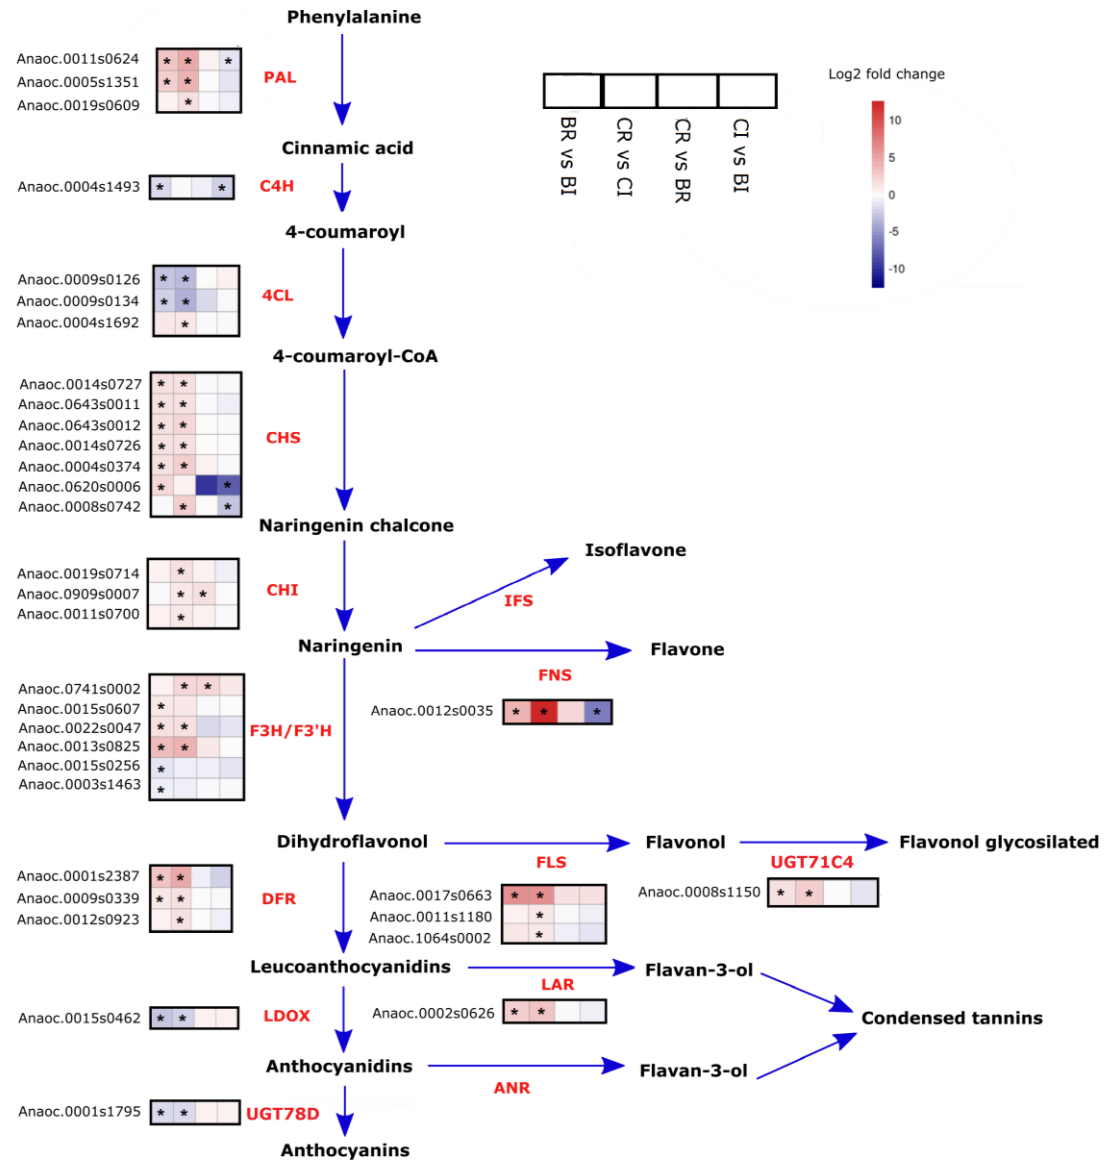 Phenylalanine
Anaoc.0011s0624 * * *
Anaoc.0005s1351 * *
Anaoc.0019s0609 *
PAL
Log2 fold change
10
5
0
-5
-10
BR vs BI
CR vs CI
CR vs BR
CI vs BI
Cinnamic acid
Anaoc.0004s1493 * *
C4H
4-coumaroyl
Anaoc.0009s0126 * *
Anaoc.0009s0134 * *
Anaoc.0004s1692 *
4CL
4-coumaroyl-CoA
Anaoc.0014s0727 * *
Anaoc.0643s0011 * *
Anaoc.0643s0012 * *
Anaoc.0014s0726 * *
Anaoc.0004s0374 * *
Anaoc.0620s0006 * *
Anaoc.0008s0742 * *
CHS
Naringenin chalcone
Isoflavone
Anaoc.0019s0714 *
Anaoc.0909s0007 * *
Anaoc.0011s0700 *
CHI
IFS
Naringenin
Flavone
FNS
Anaoc.0012s0035 * * *
Anaoc.0741s0002 * *
Anaoc.0015s0607 *
Anaoc.0022s0047 * *
Anaoc.0013s0825 * *
Anaoc.0015s0256 *
Anaoc.0003s1463 *
F3H/F3'H
Dihydroflavonol
Flavonol
Flavonol glycosilated
FLS
UGT71C4
Anaoc.0001s2387 * *
Anaoc.0009s0339 * *
Anaoc.0012s0923 *
DFR
Anaoc.0017s0663 * *
Anaoc.0011s1180 *
Anaoc.1064s0002 *
Anaoc.0008s1150 * *
Leucoanthocyanidins
Flavan-3-ol
LAR
Anaoc.0015s0462 * *
LDOX
Anaoc.0002s0626 * *
Condensed tannins
Anthocyanidins
Flavan-3-ol
ANR
Anaoc.0001s1795 * *
UGT78D
Anthocyanins